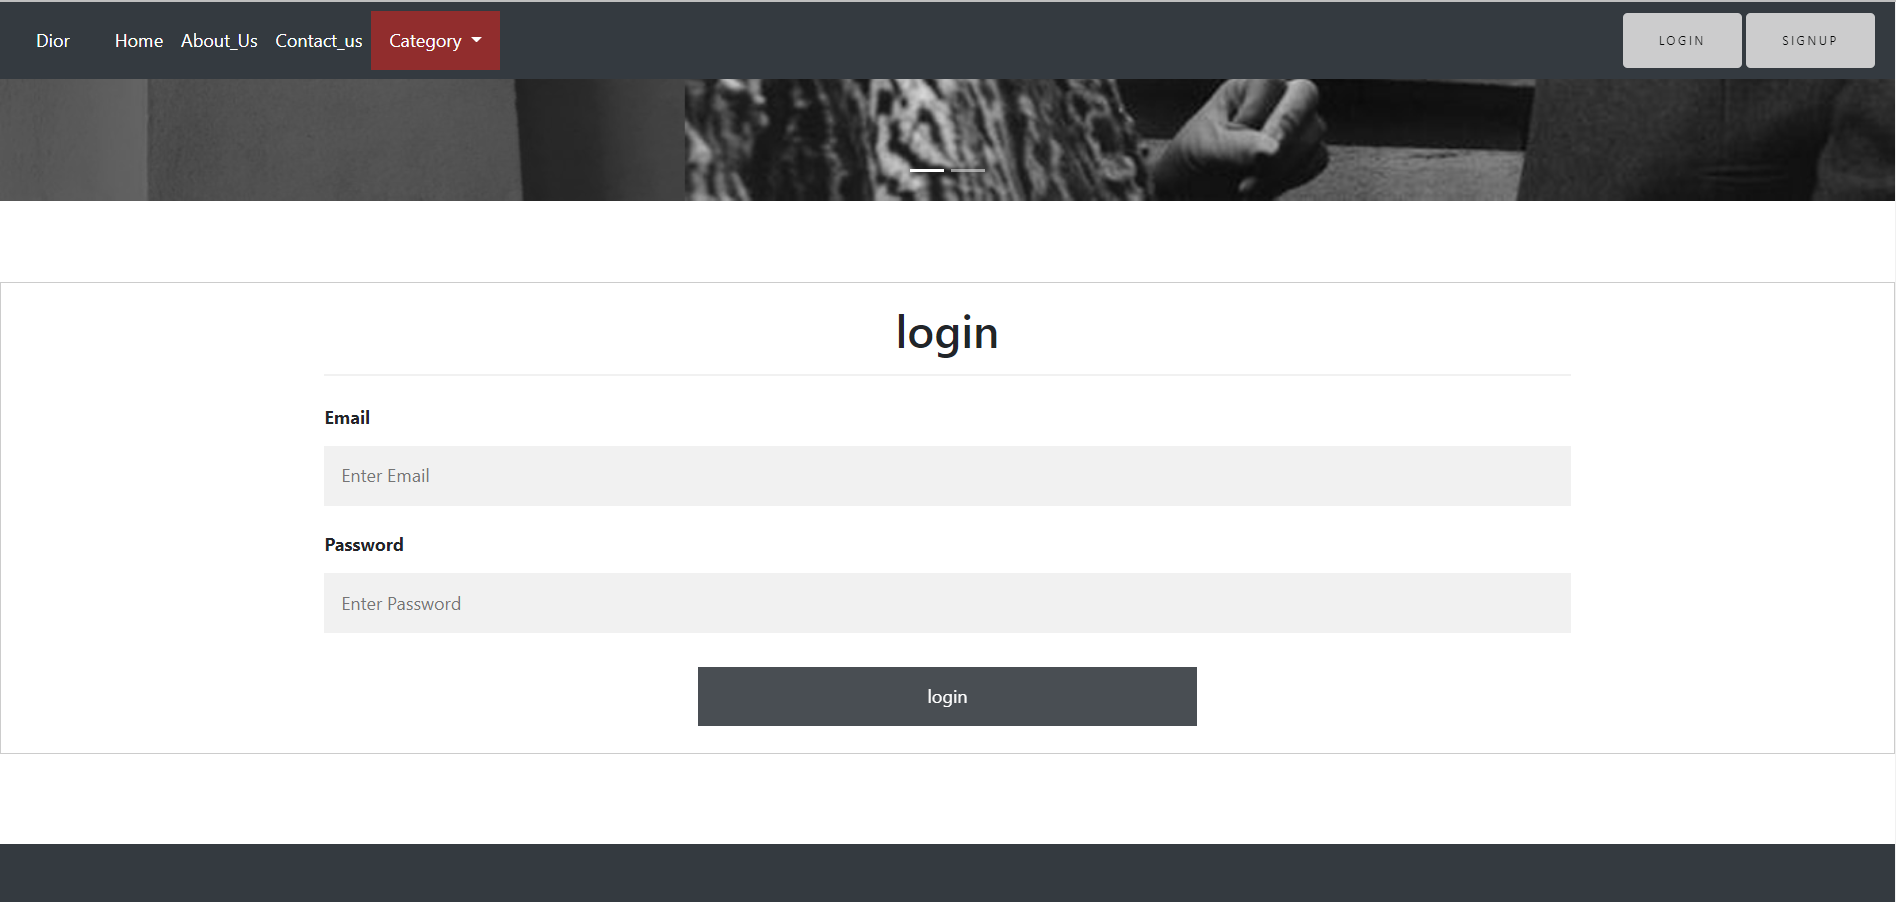 Dior Home About_Us Contact_us Category LOGIN SIGNUP
login
Email
Enter Email
Password
Enter Password
login